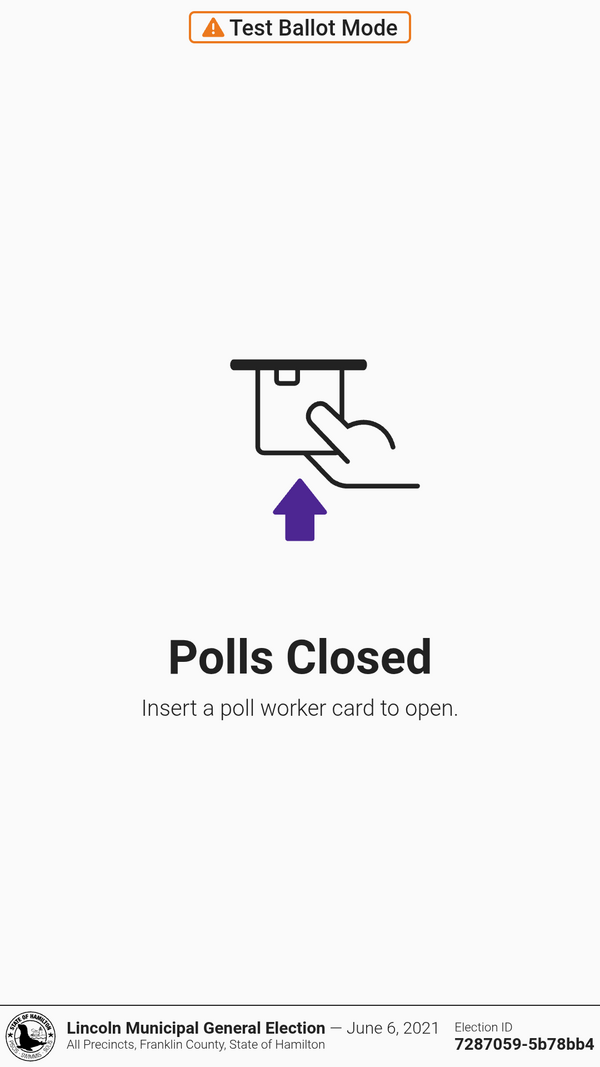 Test Ballot Mode
Polls Closed
Insert a poll worker card to open.
STATE OF HAMILTON
Lincoln Municipal General Election — June 6, 2021
All Precincts, Franklin County, State of Hamilton
Election ID
7287059-5b78bb4